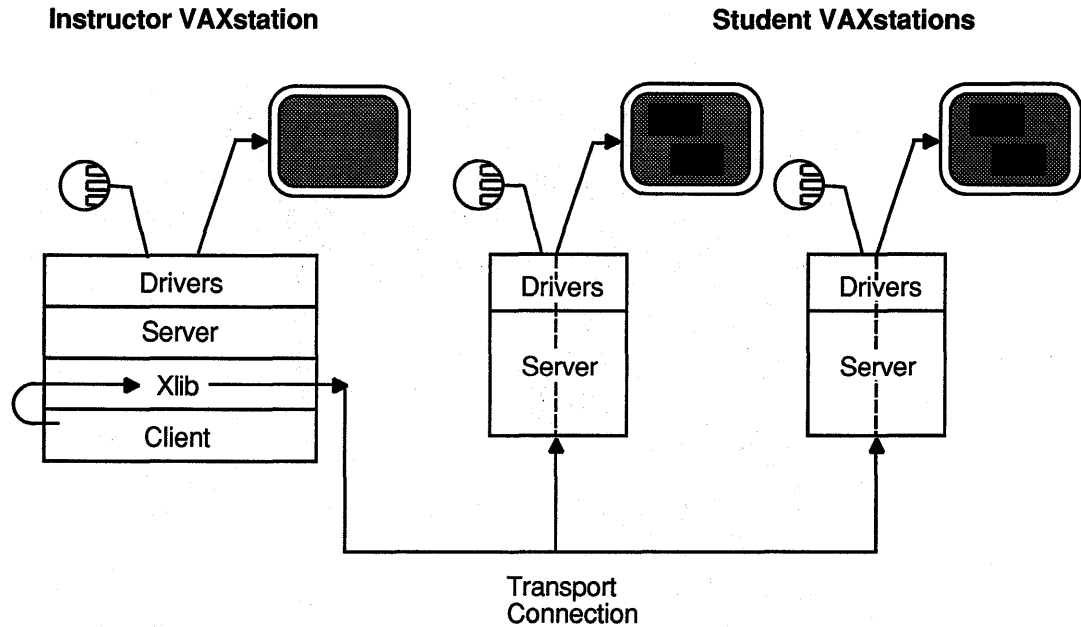 Instructor VAXstation
Student VAXstations
Drivers
Server
Xlib
Client
Drivers
Server
Drivers
Server
Transport
Connection